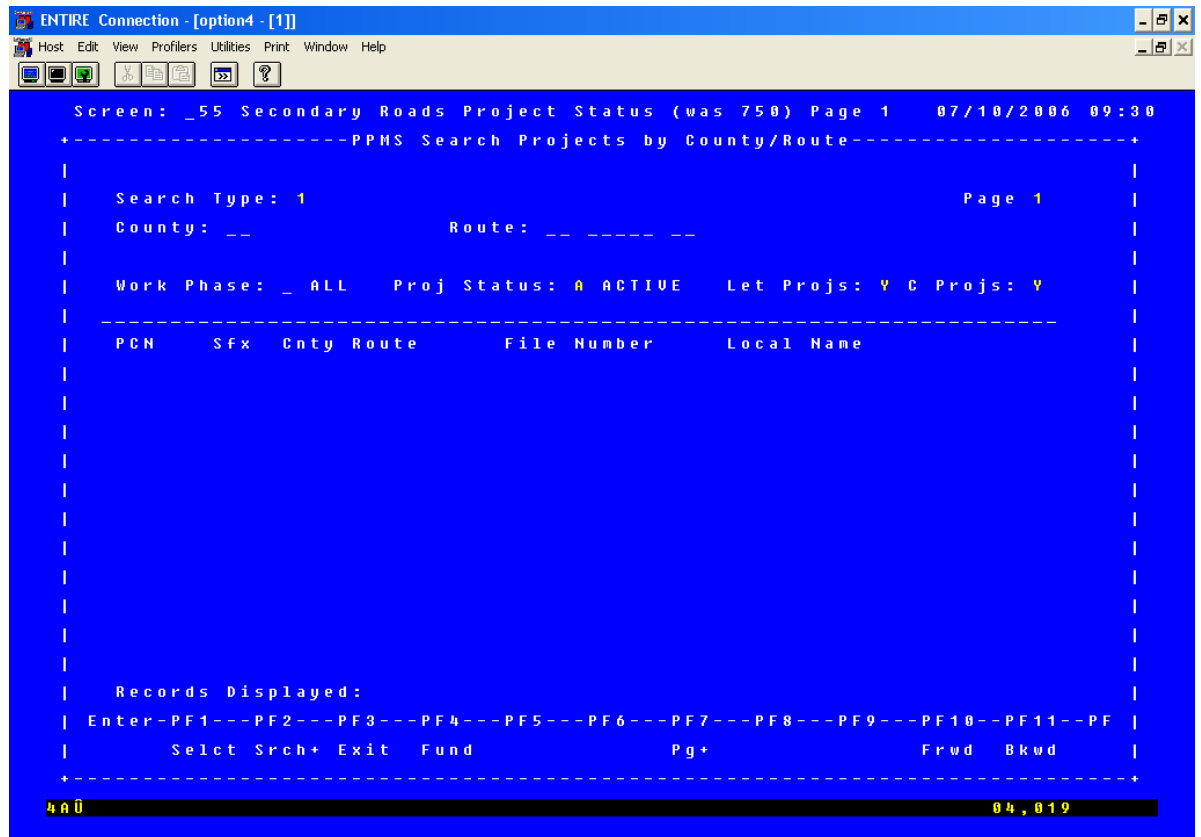 ENTIRE Connection - [option4 - [1]]
Host Edit View Profilers Utilities Print Window Help
Screen: _55 Secondary Roads Project Status (was 750) Page 1 07/10/2006 09:30
+--------------------PPMS Search Projects by County/Route-------------------+
Search Type: 1 Page 1
County: __ Route: __ _____ __
Work Phase: _ ALL Proj Status: A ACTIVE Let Projs: Y C Projs: Y
PCN Sfx Cnty Route File Number Local Name
Records Displayed:
Enter-PF1---PF2---PF3---PF4---PF5---PF6---PF7---PF8---PF9---PF10--PF11--PF
Selct Srch+ Exit Fund Pg+ Frwd Bkwd
4AÛ 04,019